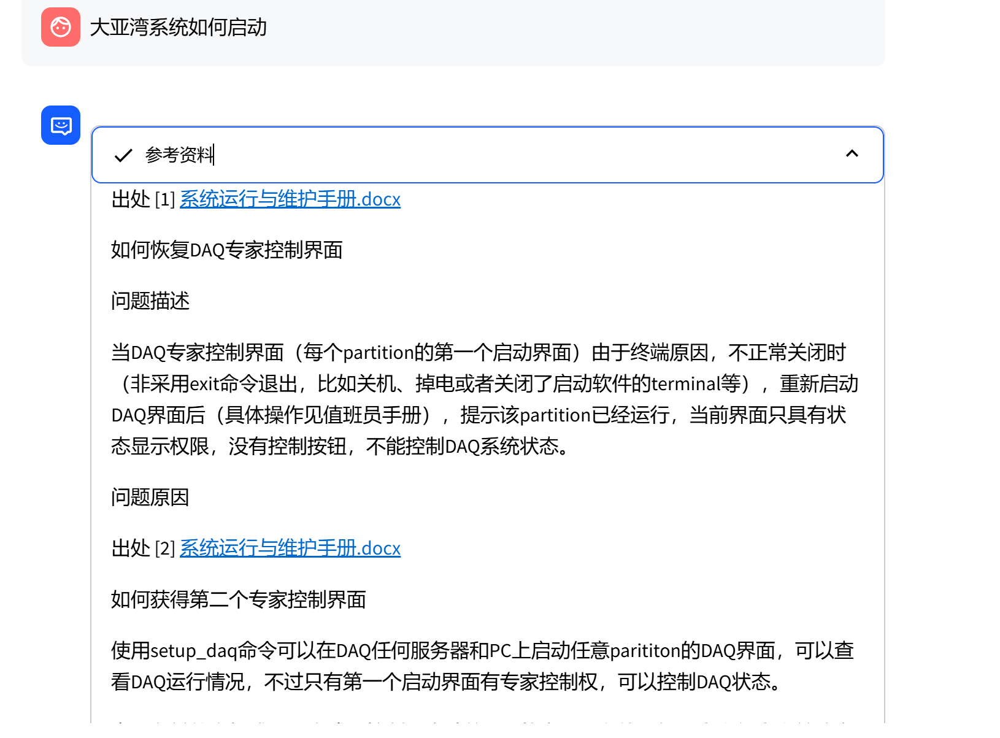 大亚湾系统如何启动
参考资料
出处 [1] 系统运行与维护手册.docx
如何恢复DAQ专家控制界面
问题描述
当DAQ专家控制界面（每个partition的第一个启动界面）由于终端原因，不正常关闭时
（非采用exit命令退出，比如关机、掉电或者关闭了启动软件的terminal等），重新启动
DAQ界面后（具体操作见值班员手册），提示该partition已经运行，当前界面只具有状
态显示权限，没有控制按钮，不能控制DAQ系统状态。
问题原因
出处 [2] 系统运行与维护手册.docx
如何获得第二个专家控制界面
使用setup_daq命令可以在DAQ任何服务器和PC上启动任意parititon的DAQ界面，可以查
看DAQ运行情况，不过只有第一个启动界面有专家控制权，可以控制DAQ状态。